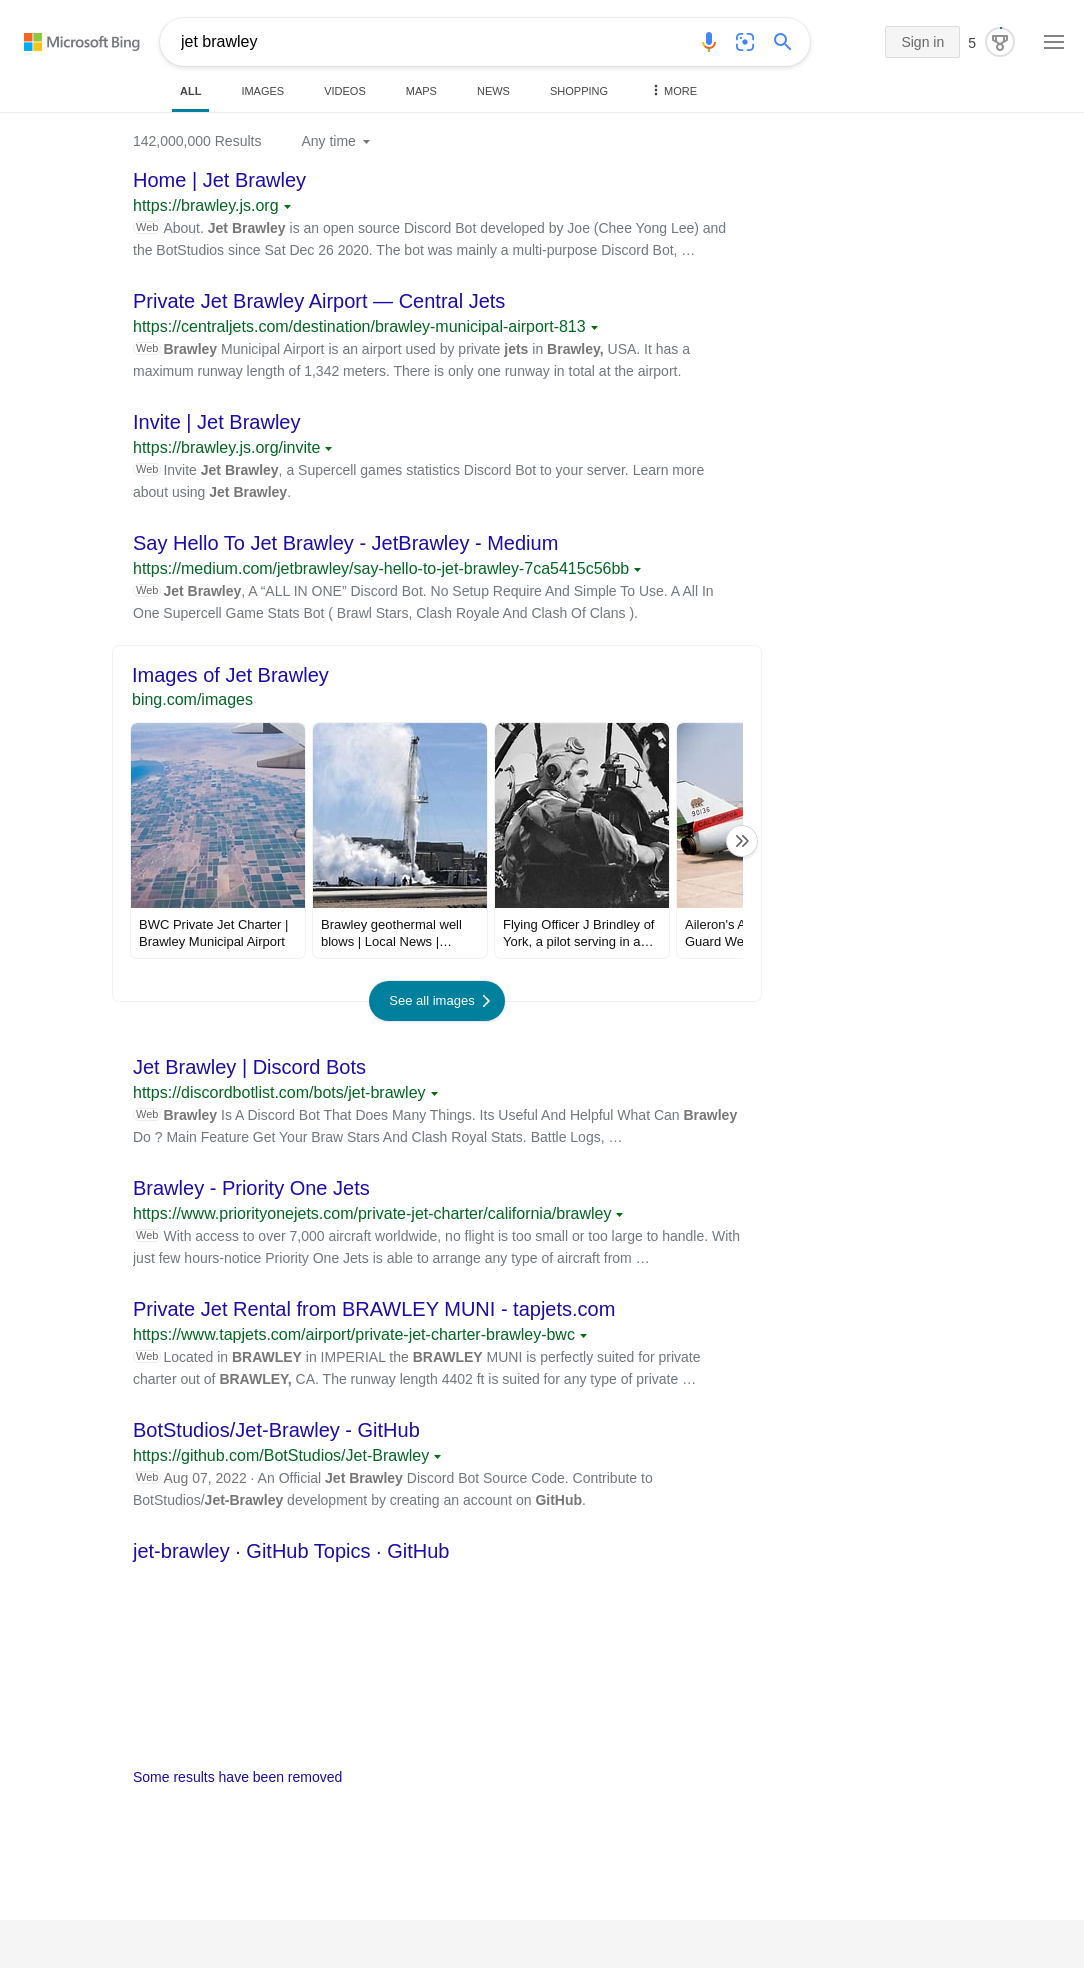 Microsoft Bing
jet brawley
Sign in
5
ALL
IMAGES
VIDEOS
MAPS
NEWS
SHOPPING
MORE
142,000,000 Results
Any time
Home | Jet Brawley
https://brawley.js.org
Web About. Jet Brawley is an open source Discord Bot developed by Joe (Chee Yong Lee) and
the BotStudios since Sat Dec 26 2020. The bot was mainly a multi-purpose Discord Bot, …
Private Jet Brawley Airport — Central Jets
https://centraljets.com/destination/brawley-municipal-airport-813
Web Brawley Municipal Airport is an airport used by private jets in Brawley, USA. It has a
maximum runway length of 1,342 meters. There is only one runway in total at the airport.
Invite | Jet Brawley
https://brawley.js.org/invite
Web Invite Jet Brawley, a Supercell games statistics Discord Bot to your server. Learn more
about using Jet Brawley.
Say Hello To Jet Brawley - JetBrawley - Medium
https://medium.com/jetbrawley/say-hello-to-jet-brawley-7ca5415c56bb
Web Jet Brawley, A “ALL IN ONE” Discord Bot. No Setup Require And Simple To Use. A All In
One Supercell Game Stats Bot ( Brawl Stars, Clash Royale And Clash Of Clans ).
Images of Jet Brawley
bing.com/images
90136
CALIFORNIA
BWC Private Jet Charter |
Brawley Municipal Airport
Brawley geothermal well
blows | Local News |…
Flying Officer J Brindley of
York, a pilot serving in a…
Aileron's A
Guard We
See all images
Jet Brawley | Discord Bots
https://discordbotlist.com/bots/jet-brawley
Web Brawley Is A Discord Bot That Does Many Things. Its Useful And Helpful What Can Brawley
Do ? Main Feature Get Your Braw Stars And Clash Royal Stats. Battle Logs, …
Brawley - Priority One Jets
https://www.priorityonejets.com/private-jet-charter/california/brawley
Web With access to over 7,000 aircraft worldwide, no flight is too small or too large to handle. With
just few hours-notice Priority One Jets is able to arrange any type of aircraft from …
Private Jet Rental from BRAWLEY MUNI - tapjets.com
https://www.tapjets.com/airport/private-jet-charter-brawley-bwc
Web Located in BRAWLEY in IMPERIAL the BRAWLEY MUNI is perfectly suited for private
charter out of BRAWLEY, CA. The runway length 4402 ft is suited for any type of private …
BotStudios/Jet-Brawley - GitHub
https://github.com/BotStudios/Jet-Brawley
Web Aug 07, 2022 · An Official Jet Brawley Discord Bot Source Code. Contribute to
BotStudios/Jet-Brawley development by creating an account on GitHub.
jet-brawley · GitHub Topics · GitHub
Some results have been removed